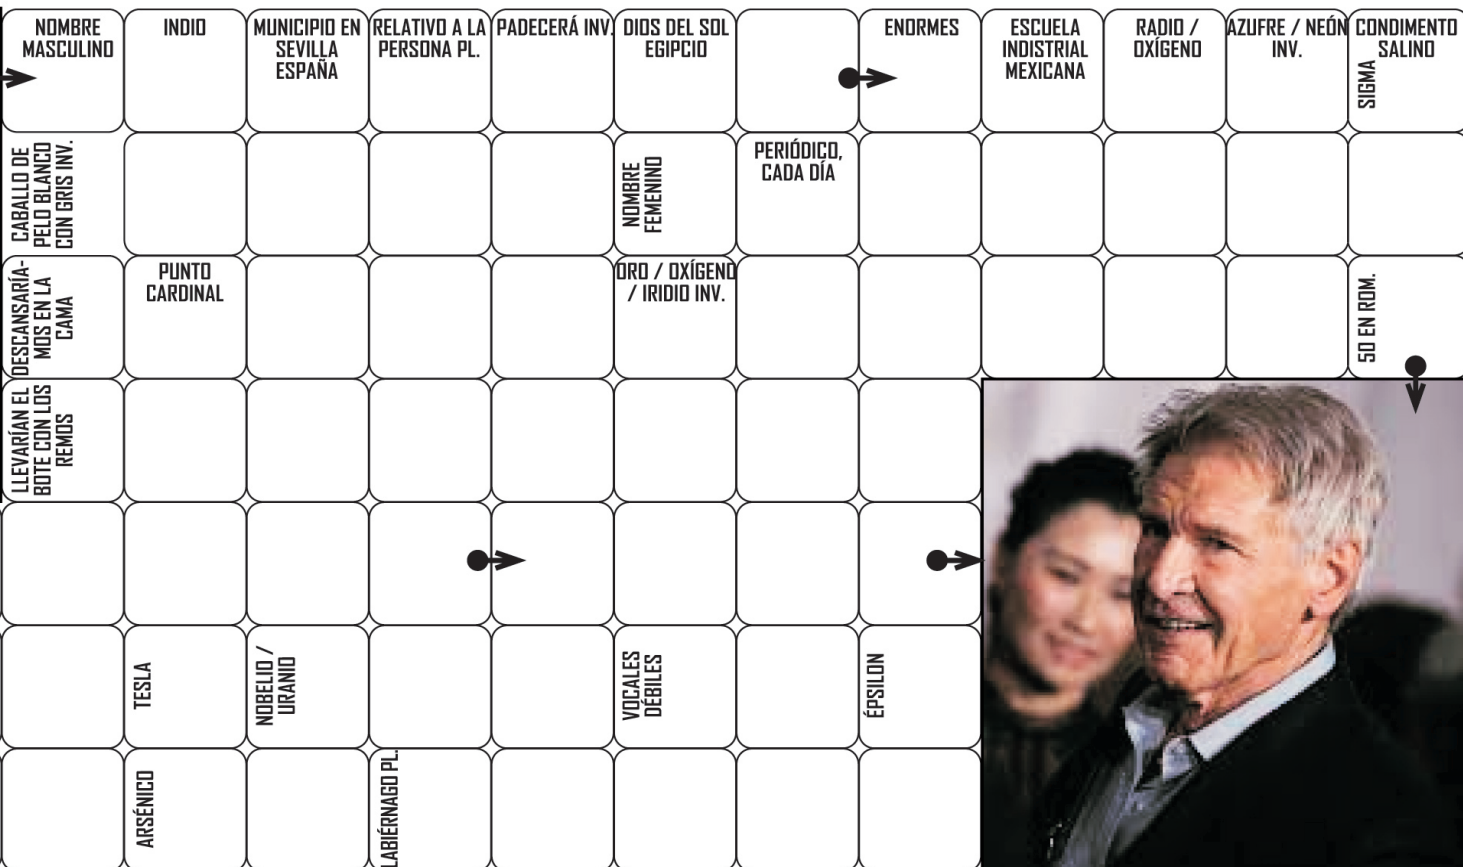 NOMBRE
MASCULINO
INDIO
MUNICIPIO EN
SEVILLA
ESPAÑA
RELATIVO A LA
PERSONA PL.
PADECERÁ INV.
DIOS DEL SOL
EGIPCIO
ENORMES
ESCUELA
INDISTRIAL
MEXICANA
RADIO /
OXÍGENO
AZUFRE / NEÓN
INV.
CONDIMENTO
SALINO
SIGMA
CABALLO DE
PELO BLANCO
CON GRIS INV.
NOMBRE
FEMENINO
PERIÓDICO,
CADA DÍA
DESCANSARÍA-
MOS EN LA
CAMA
PUNTO
CARDINAL
ORO / OXÍGENO
/ IRIDIO INV.
50 EN ROM.
LLEVARÍAN EL
BOTE CON LOS
REMOS
TESLA
NOBELIO /
URANIO
VOCALES
DÉBILES
ÉPSILON
ARSÉNICO
LABIÉRNAGO PL.